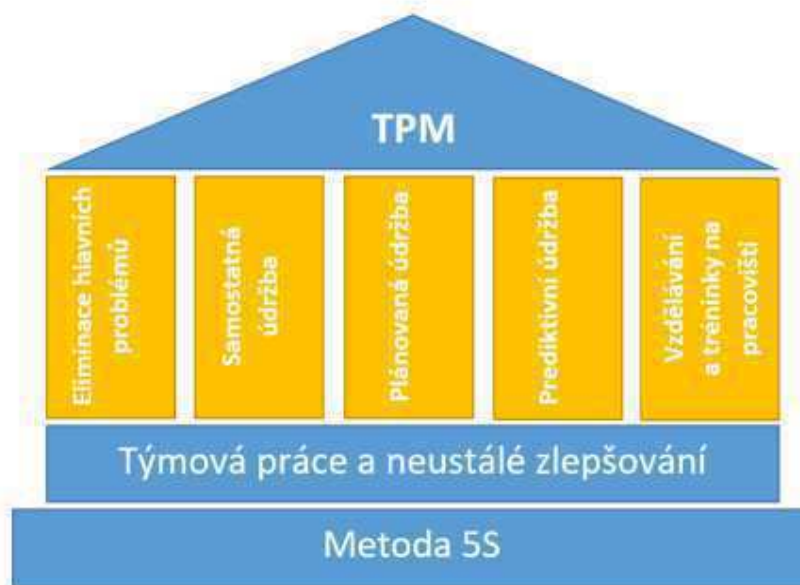 TPM
Eliminace hlavních
problémů
Samostatná
údržba
Plánovaná údržba
Prediktivní údržba
Vzdělávání
a tréninky na
pracovišti
Týmová práce a neustálé zlepšování
Metoda 5S